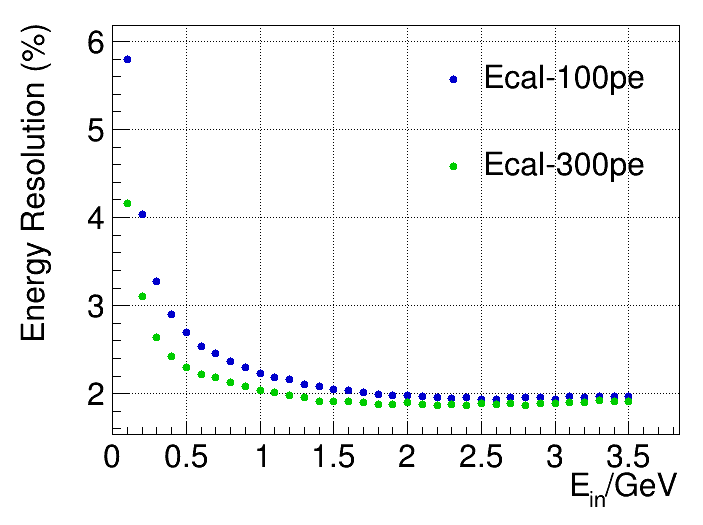 Energy Resolution (%)
6
5
4
3
2
Ecal-100pe
Ecal-300pe
0 0.5 1 1.5 2 2.5 3 3.5
E_in/GeV